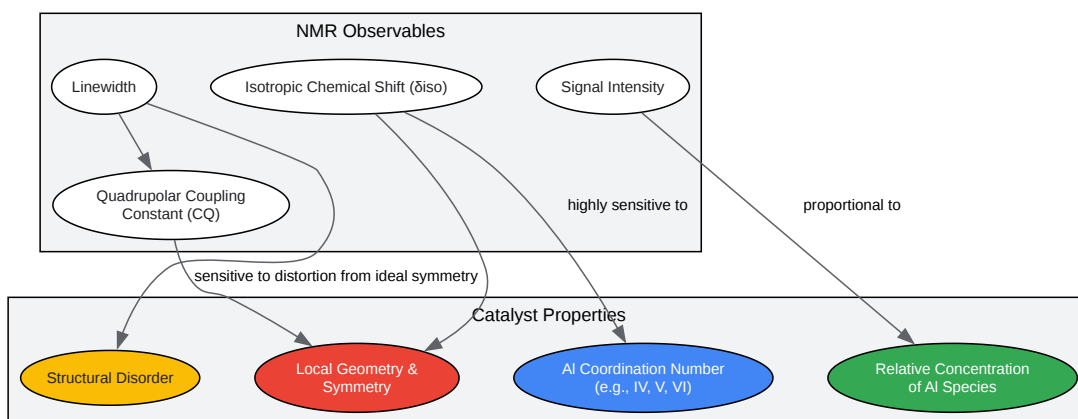 NMR Observables
Linewidth
Isotropic Chemical Shift (δiso)
Signal Intensity
Quadrupolar Coupling
Constant (CQ)
highly sensitive to
proportional to
sensitive to distortion from ideal symmetry
Catalyst Properties
Structural Disorder
Local Geometry &
Symmetry
Al Coordination Number
(e.g., IV, V, VI)
Relative Concentration
of Al Species